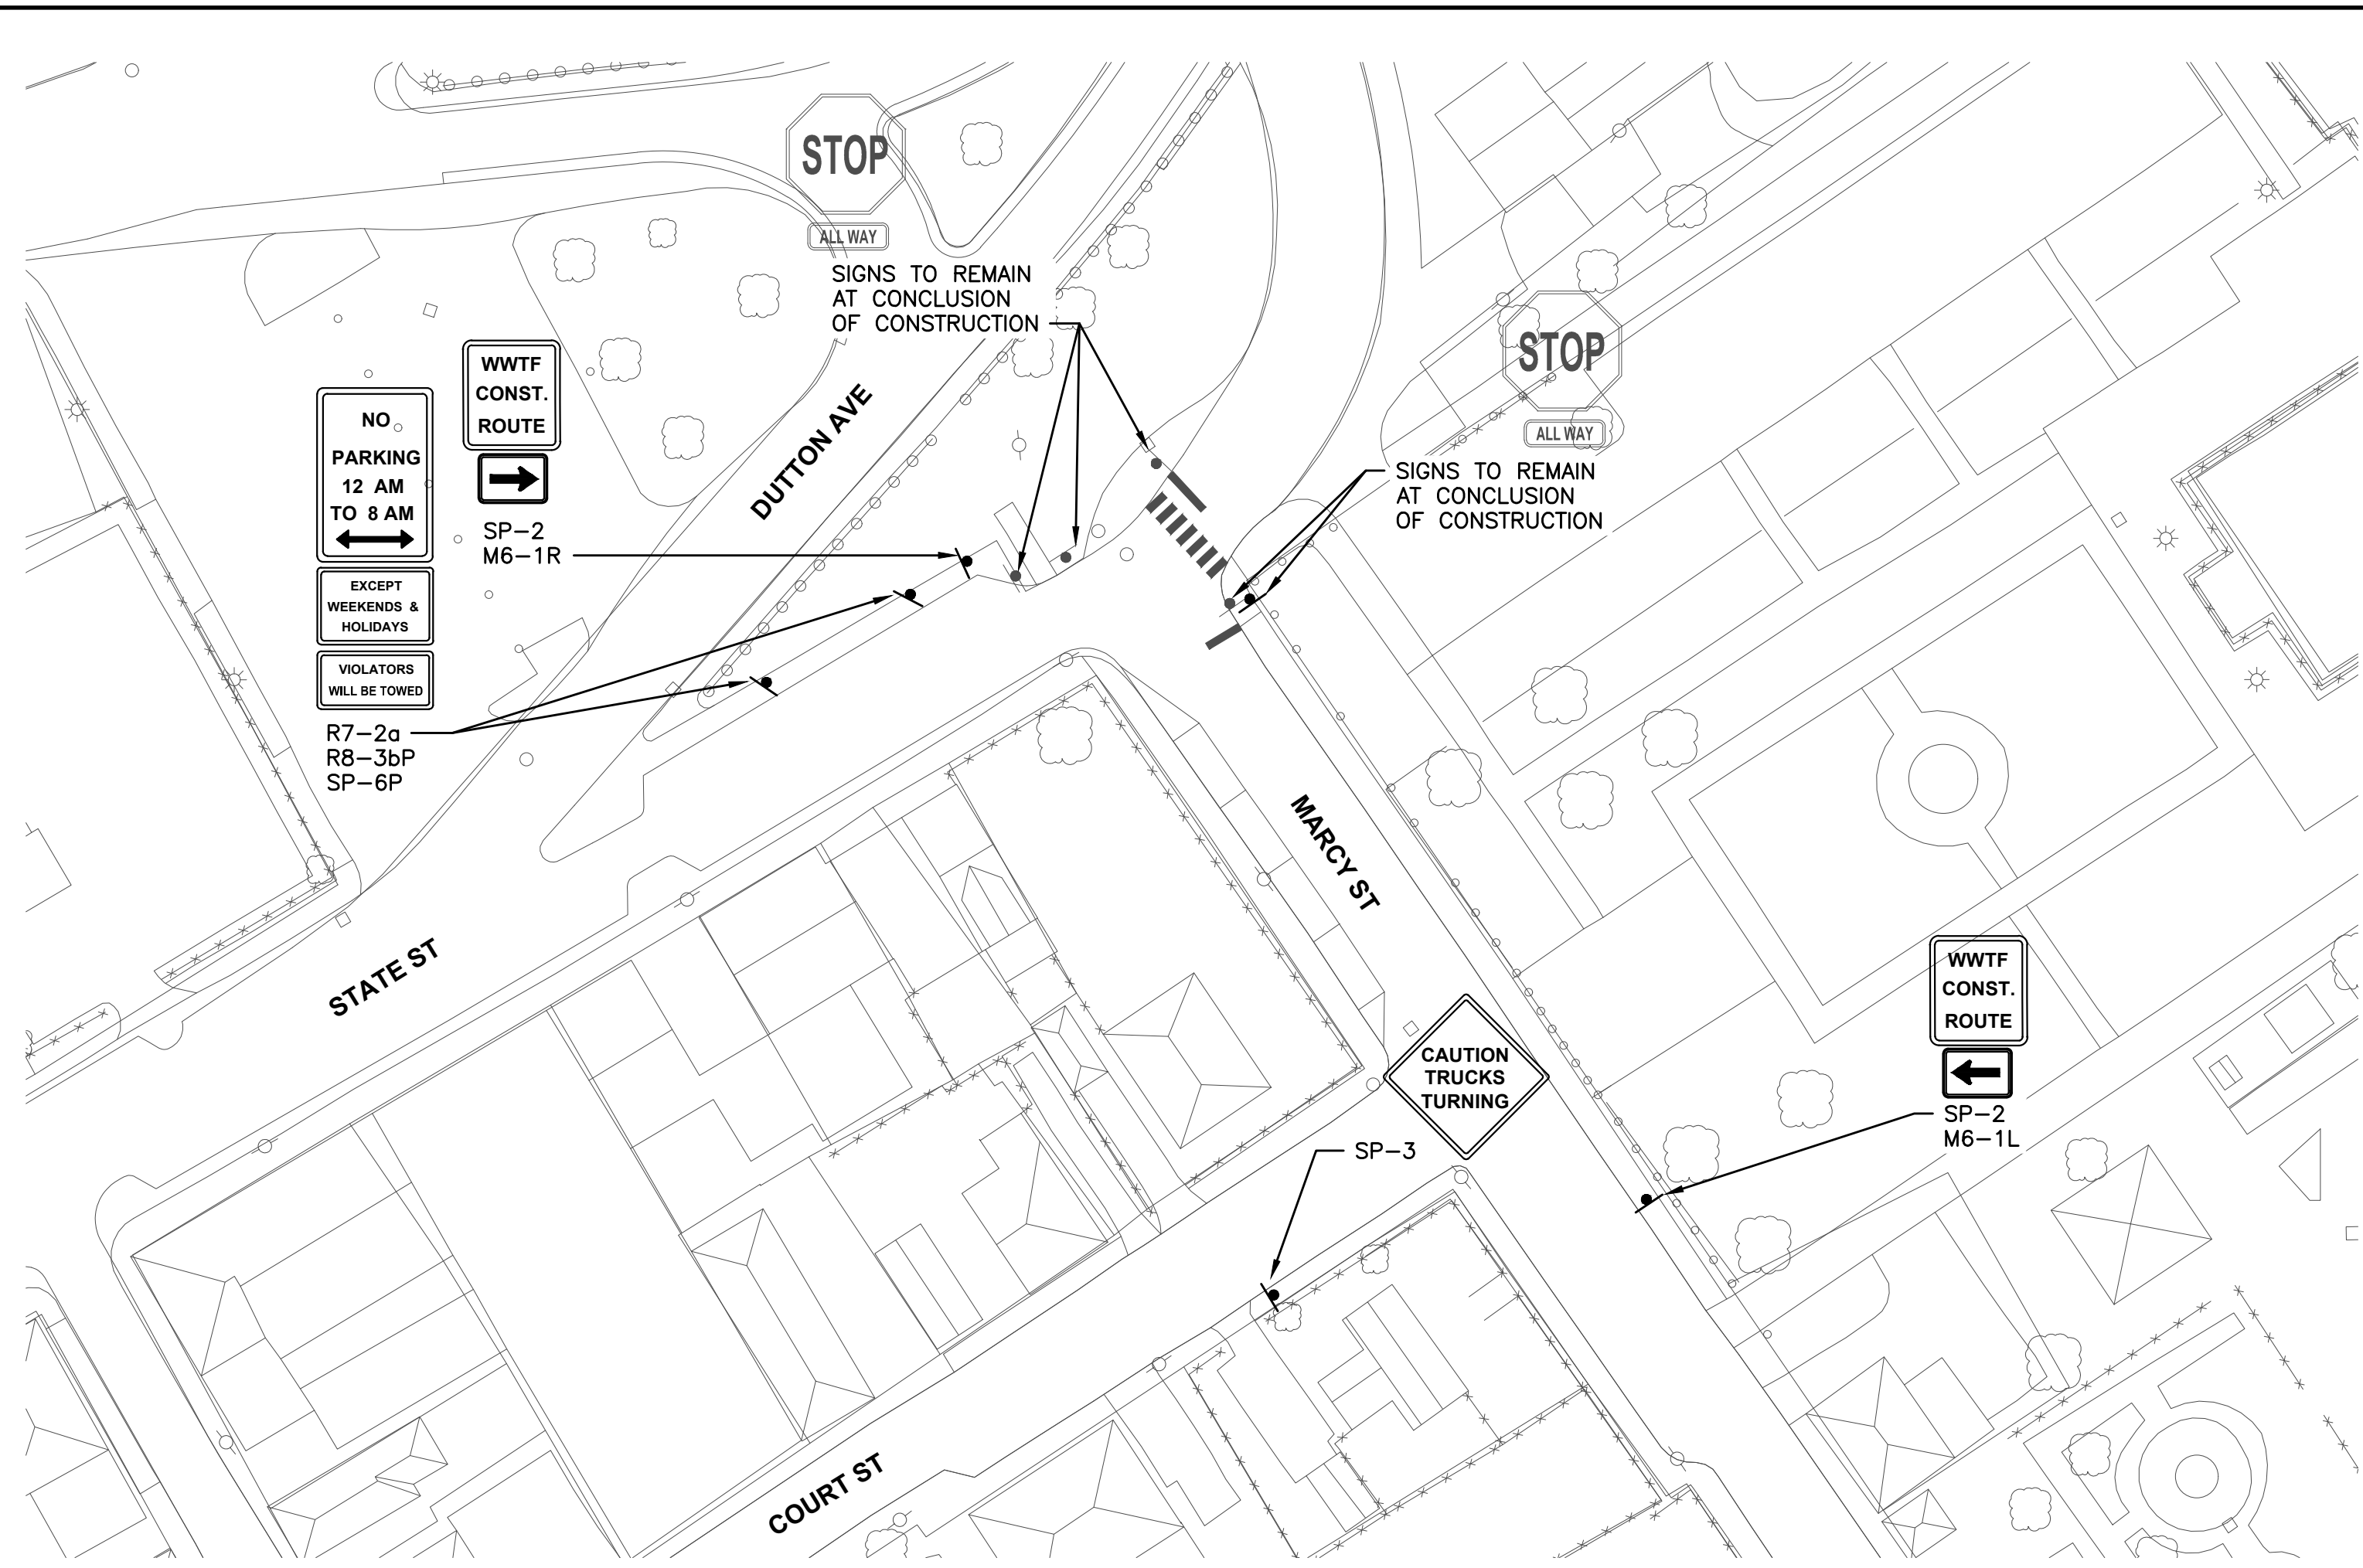 STOP
ALL WAY
SIGNS TO REMAIN
AT CONCLUSION
OF CONSTRUCTION
STOP
ALL WAY
SIGNS TO REMAIN
AT CONCLUSION
OF CONSTRUCTION
WWTF
CONST.
ROUTE
SP-2
M6-1R
NO
PARKING
12 AM
TO 8 AM
EXCEPT
WEEKENDS &
HOLIDAYS
VIOLATORS
WILL BE TOWED
R7-2a
R8-3bP
SP-6P
DUTTON AVE
MARCY ST
STATE ST
WWTF
CONST.
ROUTE
SP-2
M6-1L
CAUTION
TRUCKS
TURNING
SP-3
COURT ST